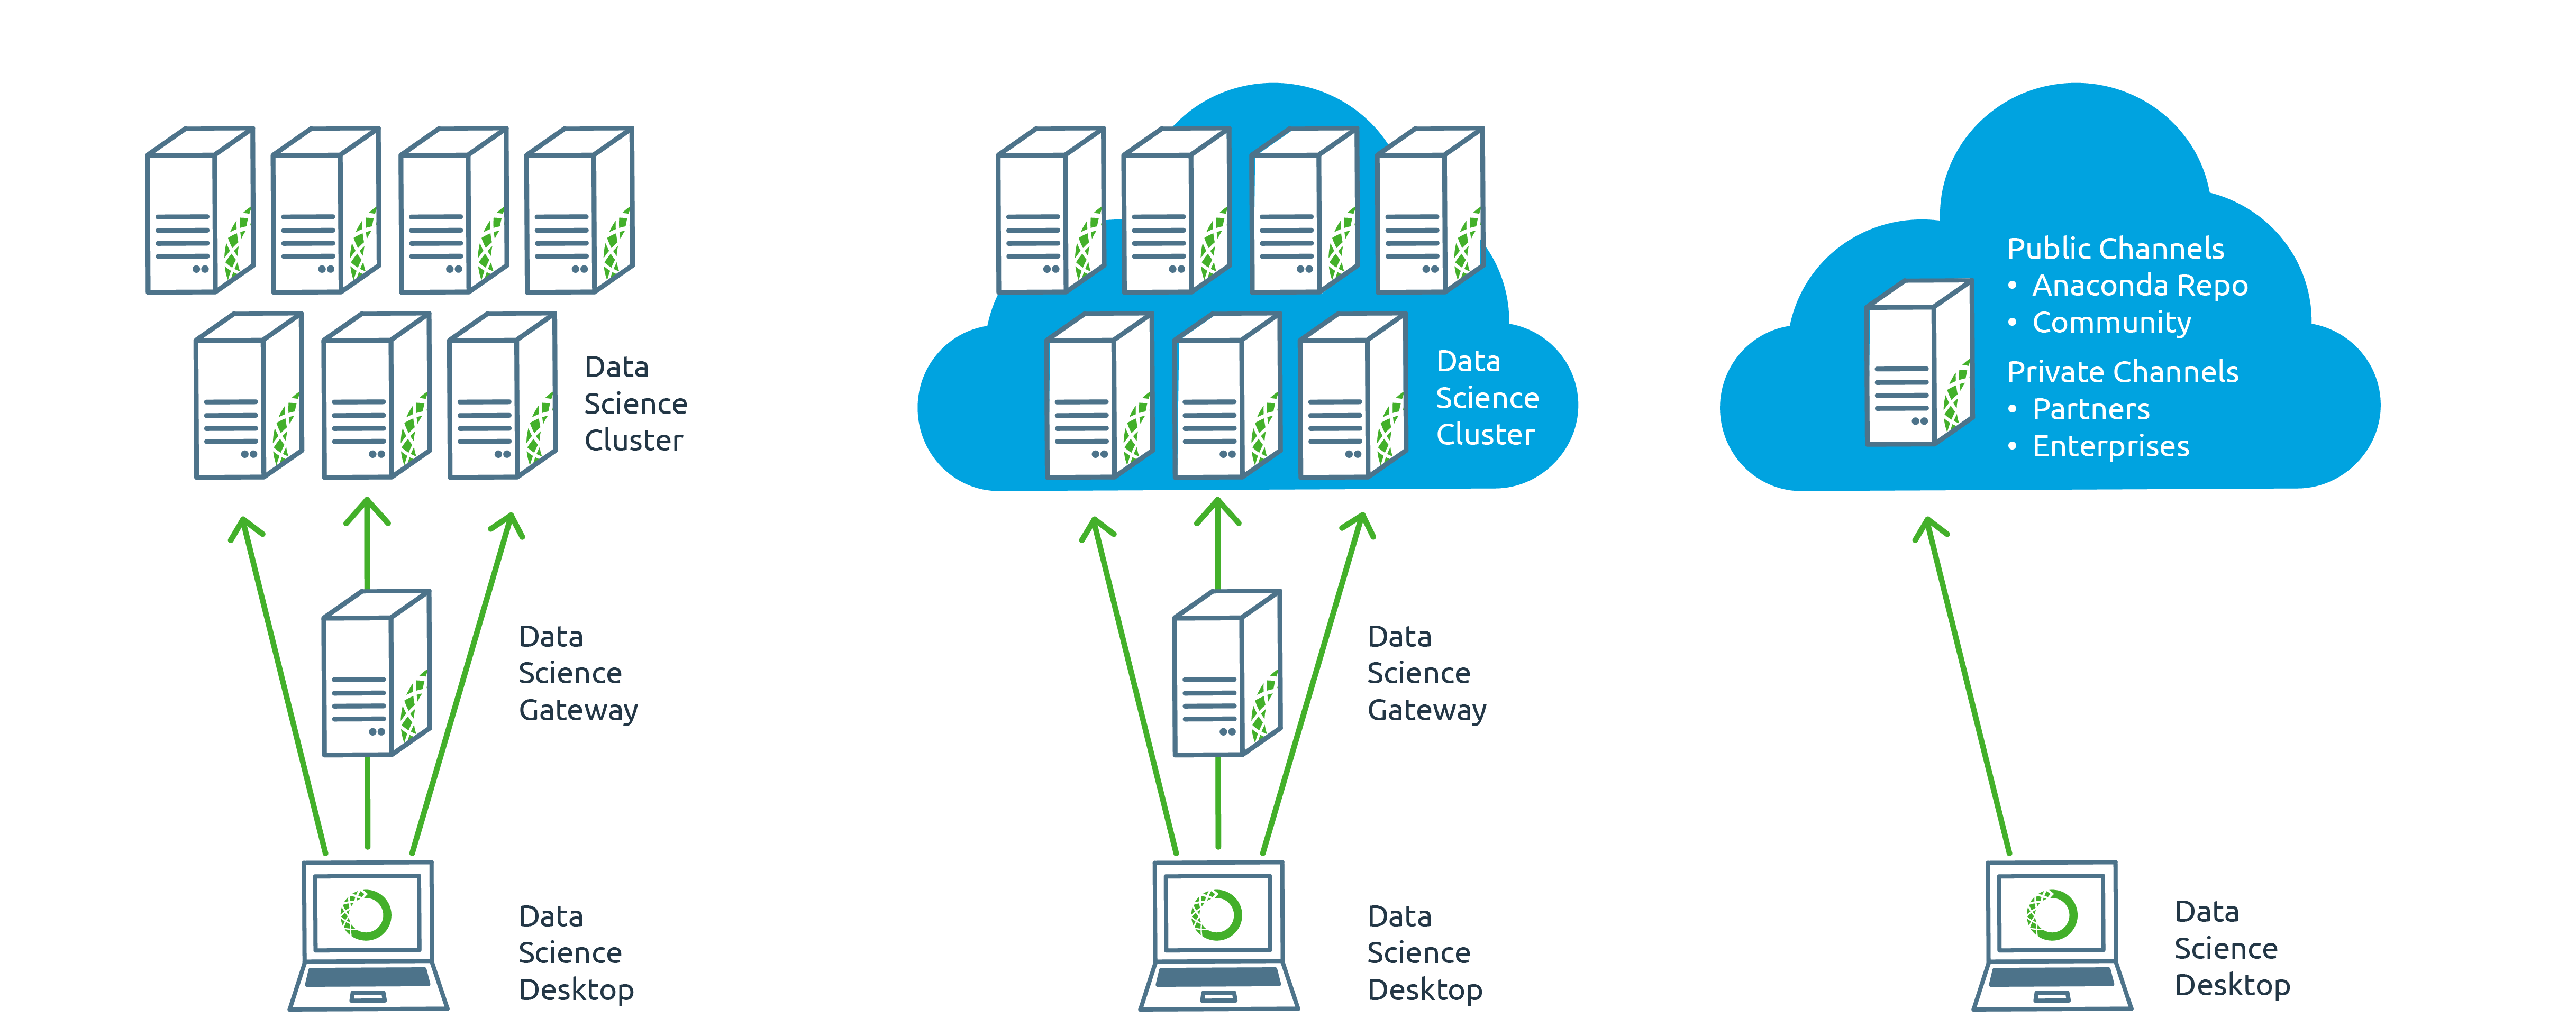 Data
Science
Cluster
Data
Science
Gateway
Data
Science
Desktop
Data
Science
Cluster
Data
Science
Gateway
Data
Science
Desktop
Public Channels
• Anaconda Repo
• Community
Private Channels
• Partners
• Enterprises
Data
Science
Desktop